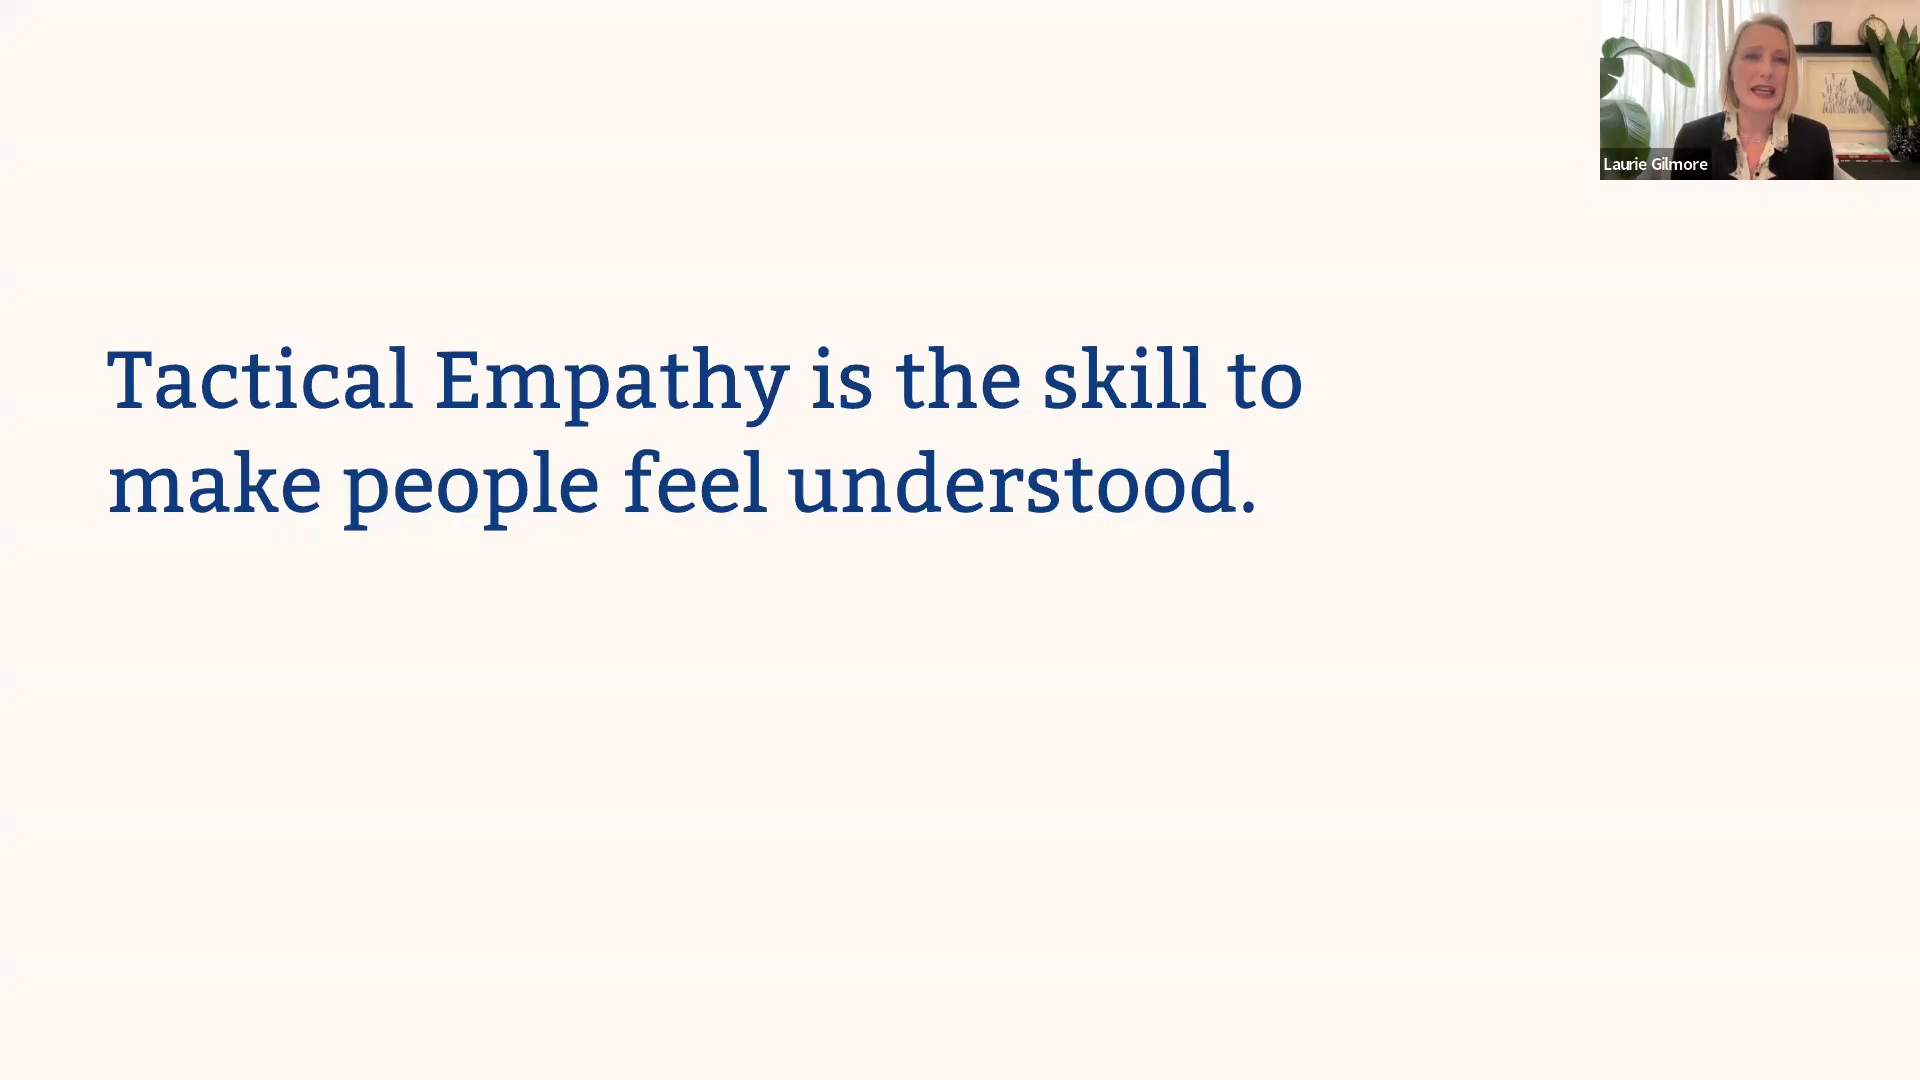 Laurie Gilmore
Tactical Empathy is the skill to
make people feel understood.